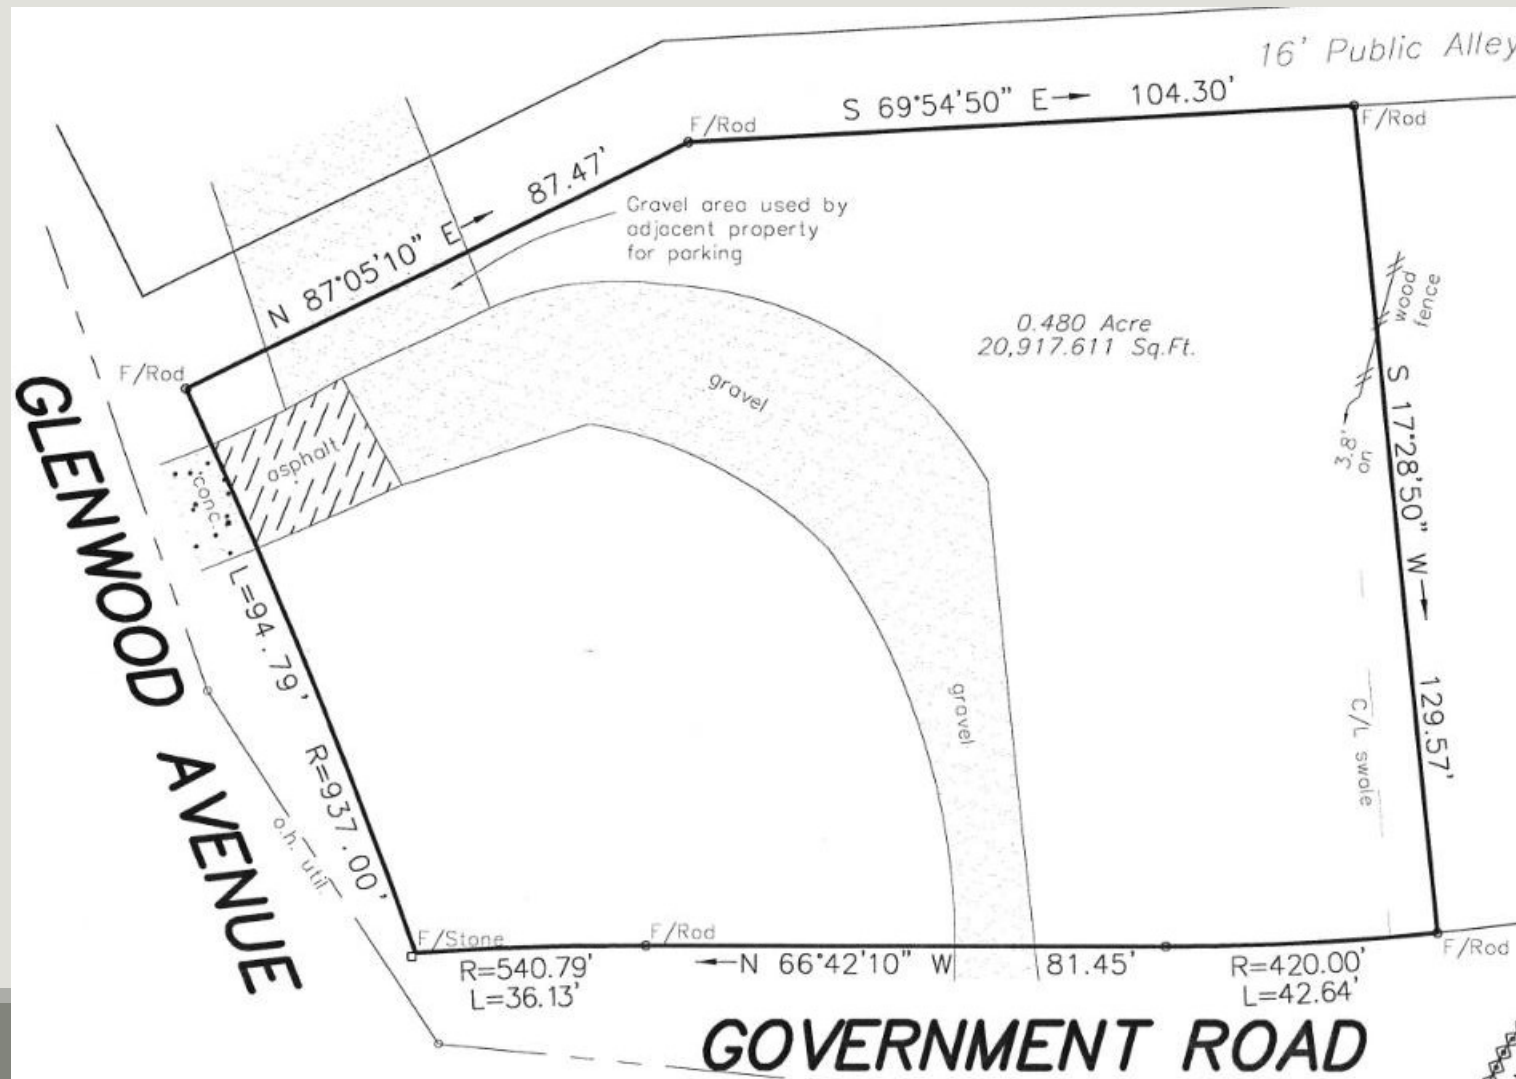 16' Public Alley
S 69°54'50" E 104.30'
F/Rod
F/Rod
N 87°05'10" E 87.47'
Gravel area used by
adjacent property
for parking
wood
fence
0.480 Acre
20,917.611 Sq.Ft.
F/Rod
gravel
S 17°28'50" W 129.57'
3.8'
on
asphalt
conc.
GLENWOOD AVENUE
L=94.79' R=937.00'
gravel
C/L swale
o.h. util.
F/Stone
F/Rod
F/Rod
R=540.79'
L=36.13'
N 66°42'10" W 81.45'
R=420.00'
L=42.64'
GOVERNMENT ROAD